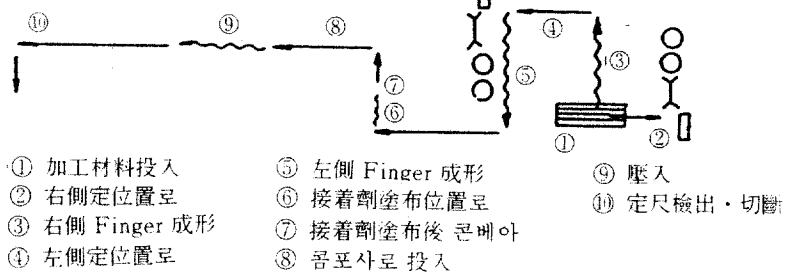 ⑩
⑨
⑧
④
③
⑤
⑦
⑥
①
②
① 加工材料投入
② 右側定位置로
③ 右側 Finger 成形
④ 左側定位置로
⑤ 左側 Finger 成形
⑥ 接着劑塗布位置로
⑦ 接着劑塗布後 콘베아
⑧ 콤포사로 投入
⑨ 壓入
⑩ 定尺檢出・切斷